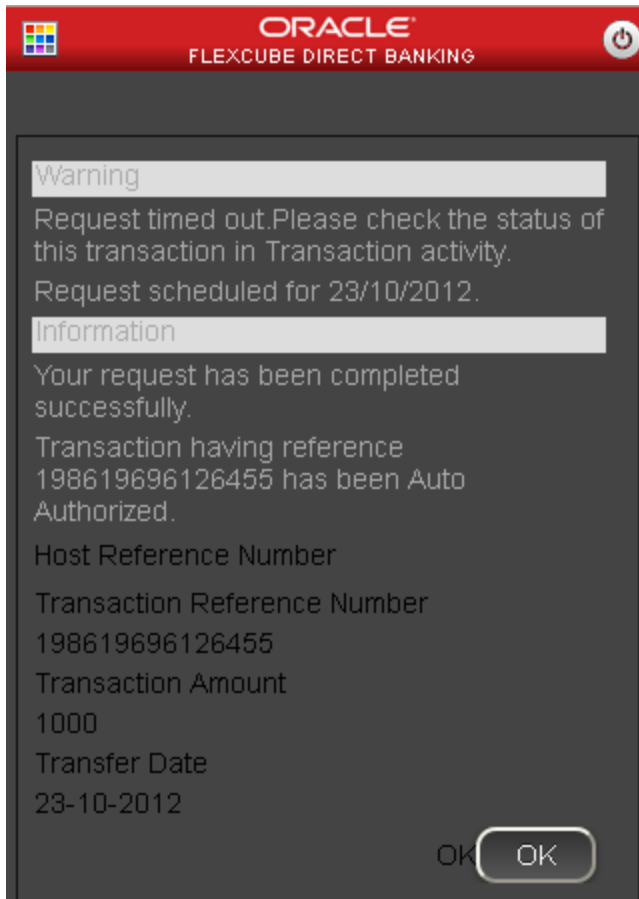 ORACLE
FLEXCUBE DIRECT BANKING
Warning
Request timed out.Please check the status of
this transaction in Transaction activity.
Request scheduled for 23/10/2012.
Information
Your request has been completed
successfully.
Transaction having reference
198619696126455 has been Auto
Authorized.
Host Reference Number
Transaction Reference Number
198619696126455
Transaction Amount
1000
Transfer Date
23-10-2012
OK OK